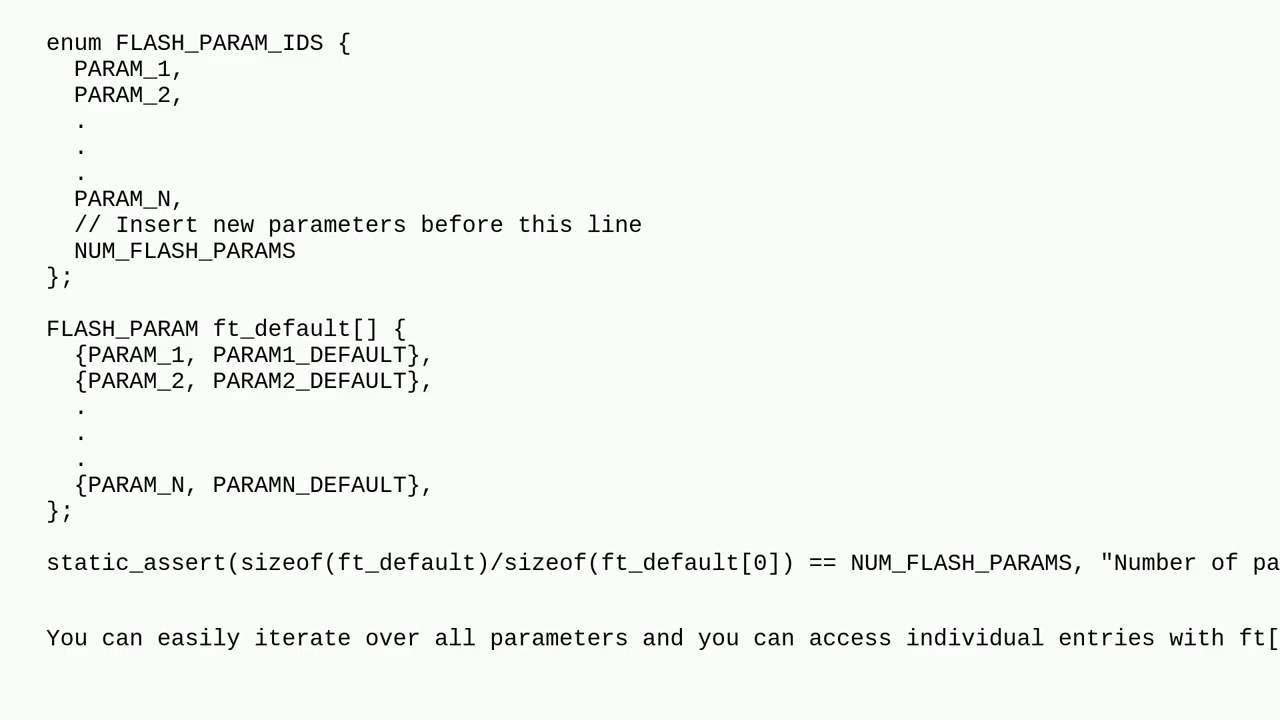 enum FLASH_PARAM_IDS {
  PARAM_1,
  PARAM_2,
  .
  .
  .
  PARAM_N,
  // Insert new parameters before this line
  NUM_FLASH_PARAMS
};

FLASH_PARAM ft_default[] {
  {PARAM_1, PARAM1_DEFAULT},
  {PARAM_2, PARAM2_DEFAULT},
  .
  .
  .
  {PARAM_N, PARAMN_DEFAULT},
};

static_assert(sizeof(ft_default)/sizeof(ft_default[0]) == NUM_FLASH_PARAMS, "Number of pa

You can easily iterate over all parameters and you can access individual entries with ft[